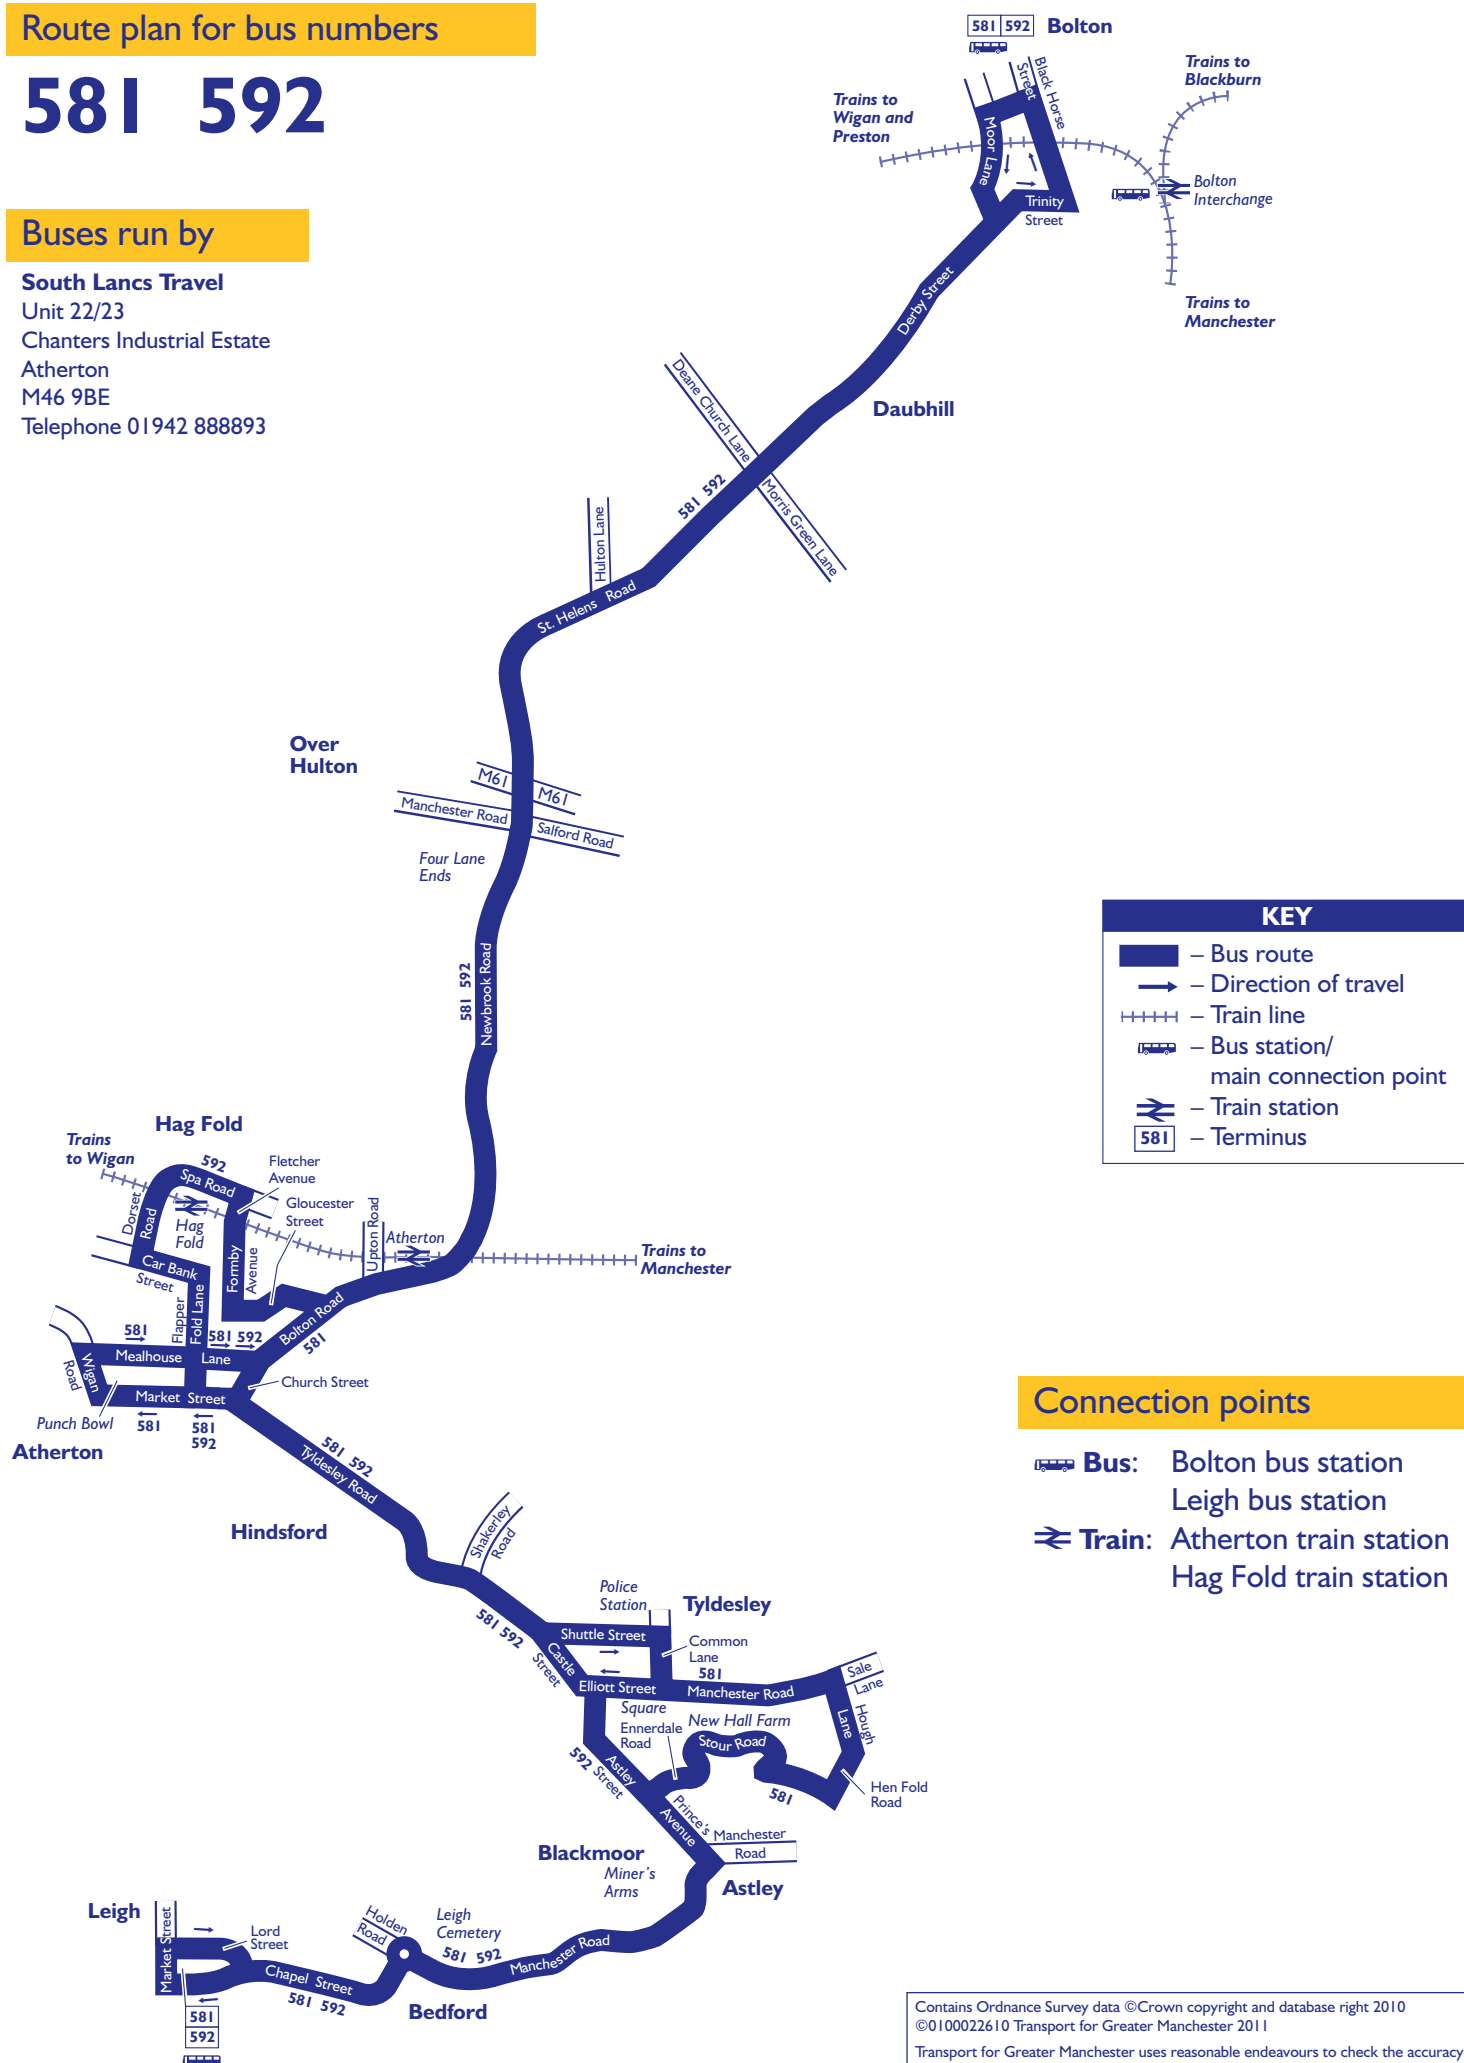 Route plan for bus numbers
581 592
Buses run by
South Lancs Travel
Unit 22/23
Chanters Industrial Estate
Atherton
M46 9BE
Telephone 01942 888893
581 592 Bolton
Black Horse
Street
Moor Lane
Trinity
Street
Trains to
Wigan and
Preston
Trains to
Blackburn
Bolton
Interchange
Trains to
Manchester
Derby Street
Daubhill
Deane Church Lane
Morris Green Lane
581 592
Hulton Lane
St. Helens Road
Over
Hulton
M61
M61
Manchester Road
Salford Road
Four Lane
Ends
581 592
Newbrook Road
KEY
– Bus route
– Direction of travel
– Train line
– Bus station/
main connection point
– Train station
581 – Terminus
Hag Fold
Trains
to Wigan
592
Spa Road
Fletcher
Avenue
Gloucester
Street
Dorset
Road
Hag
Fold
Formby
Avenue
Upton Road
Atherton
Trains to
Manchester
Car Bank
Street
Flapper
Fold Lane
Bolton Road
581
581
581 592
Mealhouse Lane
Wigan
Road
Market Street
Church Street
Punch Bowl
581
581
592
Atherton
581 592
Tyldesley Road
Hindsford
Shakerley
Road
Connection points
Bus: Bolton bus station
Leigh bus station
Train: Atherton train station
Hag Fold train station
Police
Station
Tyldesley
581 592
Shuttle Street
Common
Lane
Castle
Street
581
Elliott Street
Manchester Road
Sale
Lane
Square
New Hall Farm
Ennerdale
Road
Stour Road
Hough
Lane
592
Astley
Street
581
Hen Fold
Road
Prince's
Avenue
Manchester
Road
Blackmoor
Miner's
Arms
Astley
Leigh
Market Street
Lord
Street
Holden
Road
Leigh
Cemetery
581 592
Manchester Road
Chapel Street
581 592
Bedford
581
592
Contains Ordnance Survey data ©Crown copyright and database right 2010
©0100022610 Transport for Greater Manchester 2011
Transport for Greater Manchester uses reasonable endeavours to check the accuracy